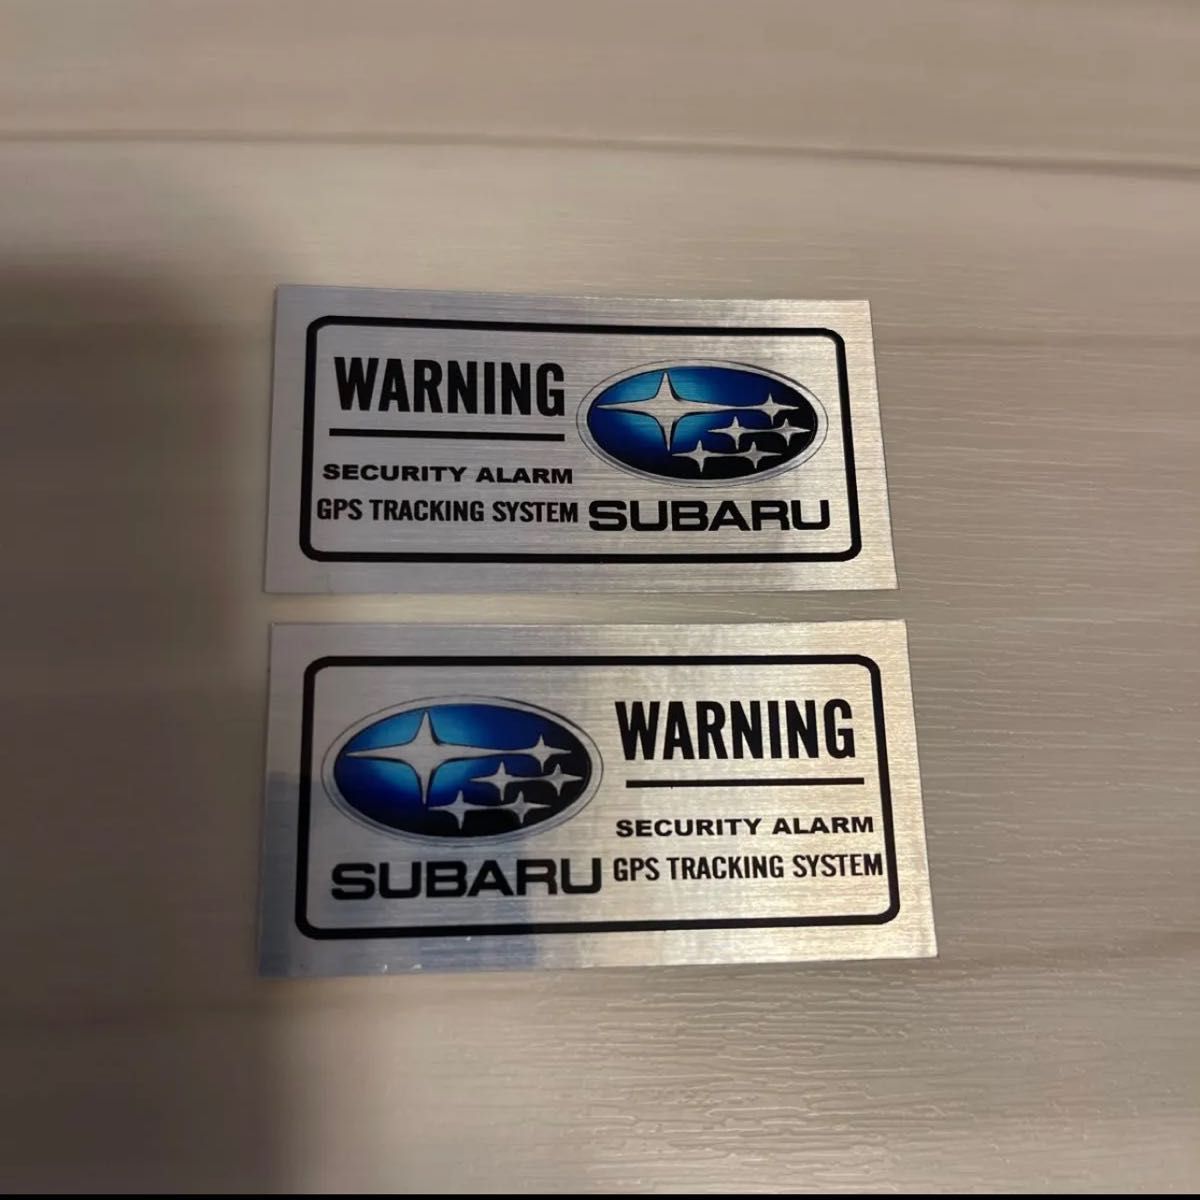 WARNING
SECURITY ALARM
GPS TRACKING SYSTEM
SUBARU
SUBARU
WARNING
SECURITY ALARM
GPS TRACKING SYSTEM